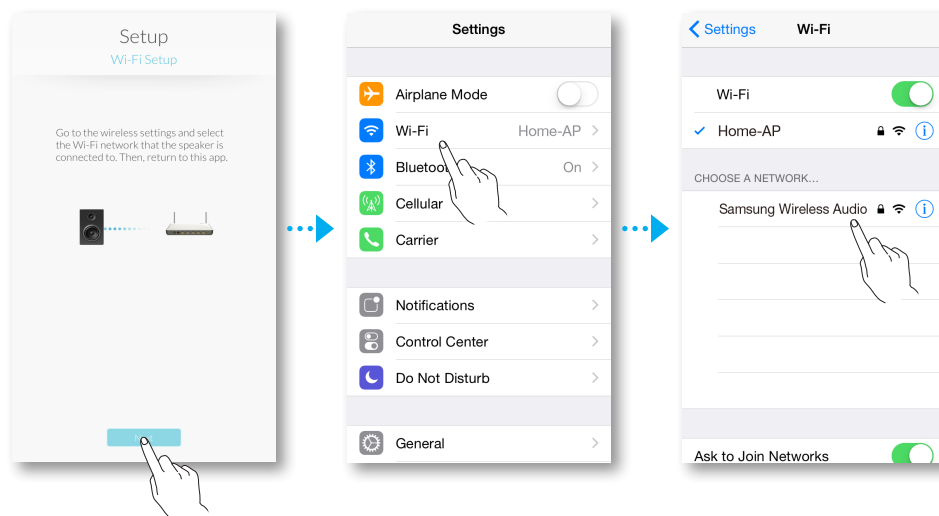 Setup
Wi-Fi Setup
Go to the wireless settings and select
the Wi-Fi network that the speaker is
connected to. Then, return to this app.
Settings
Airplane Mode
Wi-Fi Home-AP
On
Cellular
Carrier
Notifications
Control Center
Do Not Disturb
General
Settings Wi-Fi
Wi-Fi
Home-AP
CHOOSE A NETWORK...
Samsung Wireless Audio
Ask to Join Networks